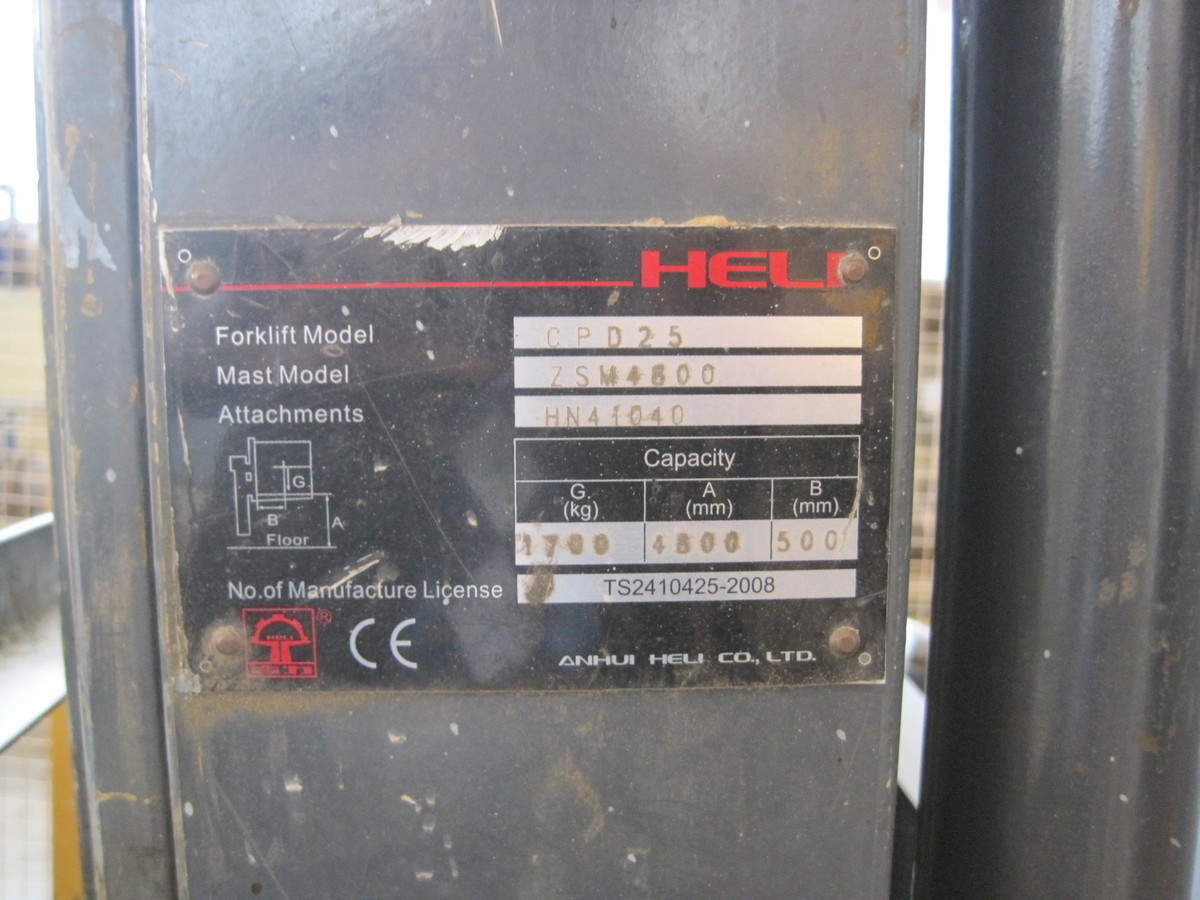 HELI
Forklift Model CPD25
Mast Model ZSM4800
Attachments HN41040
Capacity
G A B
(kg) (mm) (mm)
1700 4800 500
G
B
A
Floor
No.of Manufacture License TS2410425-2008
HELI ®
CE
ANHUI HELI CO., LTD.